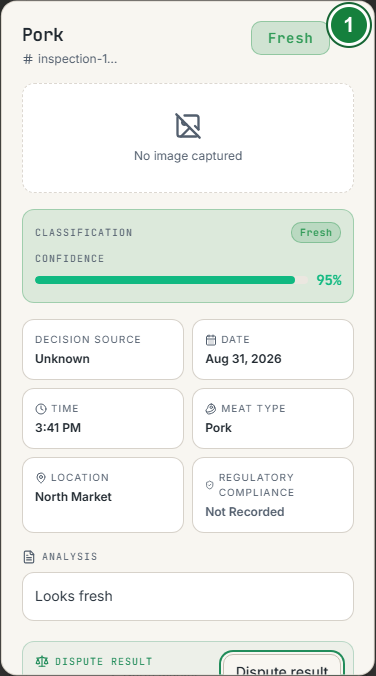 Pork
Fresh
1
# inspection-1...
No image captured
CLASSIFICATION
Fresh
CONFIDENCE
95%
DECISION SOURCE
Unknown
DATE
Aug 31, 2026
TIME
3:41 PM
MEAT TYPE
Pork
LOCATION
North Market
REGULATORY
COMPLIANCE
Not Recorded
ANALYSIS
Looks fresh
DISPUTE RESULT
Dispute result